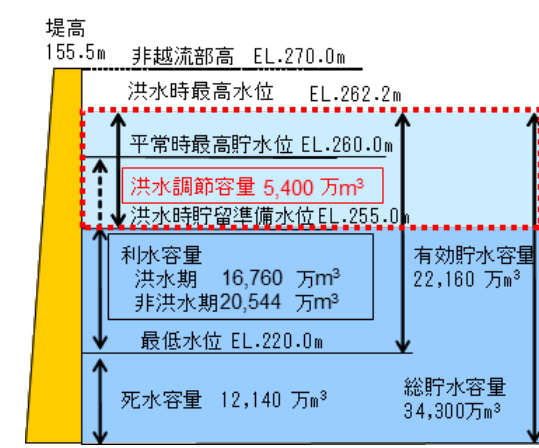 堤高
155.5m 非越流部高 EL.270.0m
洪水時最高水位 EL.262.2m
平常時最高貯水位 EL.260.0m
洪水調節容量 5,400 万m³
洪水時貯留準備水位EL.255.0m
利水容量
洪水期 16,760 万m³
非洪水期20,544 万m³
有効貯水容量
22,160 万m³
最低水位 EL.220.0m
死水容量 12,140 万m³
総貯水容量
34,300万m³